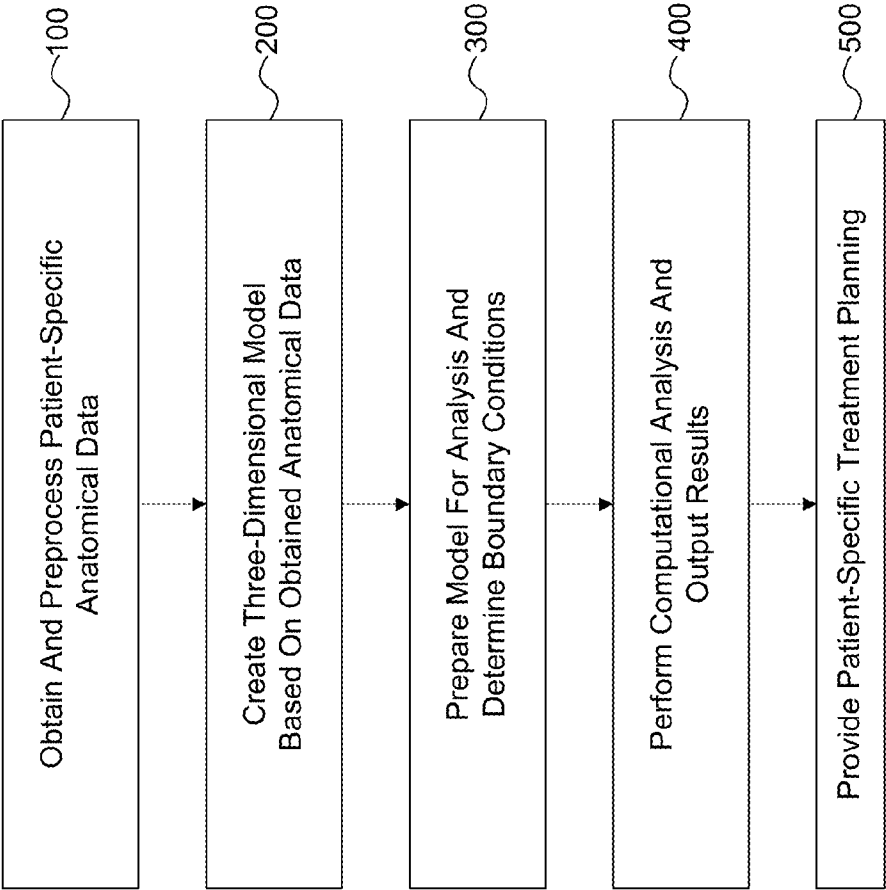 Obtain And Preprocess Patient-Specific
Anatomical Data
100
Create Three-Dimensional Model
Based On Obtained Anatomical Data
200
Prepare Model For Analysis And
Determine Boundary Conditions
300
Perform Computational Analysis And
Output Results
400
Provide Patient-Specific Treatment Planning
500